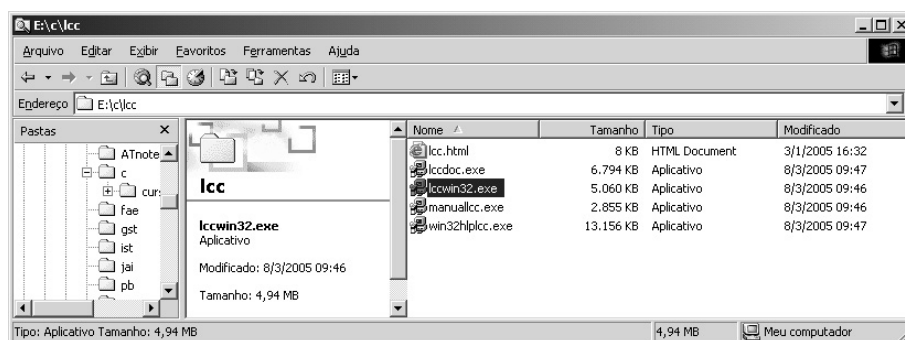 E:\c\lcc
Arquivo Editar Exibir Favoritos Ferramentas Ajuda
Endereço E:\c\lcc
Pastas
ATnote
c
cur
fae
gst
ist
jai
pb
lcc
lccwin32.exe
Aplicativo
Modificado: 8/3/2005 09:46
Tamanho: 4,94 MB
Nome Tamanho Tipo Modificado
lcc.html 8 KB HTML Document 3/1/2005 16:32
lccdoc.exe 6.794 KB Aplicativo 8/3/2005 09:47
lccwin32.exe 5.060 KB Aplicativo 8/3/2005 09:46
manuallcc.exe 2.855 KB Aplicativo 8/3/2005 09:46
win32hlplcc.exe 13.156 KB Aplicativo 8/3/2005 09:47
Tipo: Aplicativo Tamanho: 4,94 MB 4,94 MB Meu computador